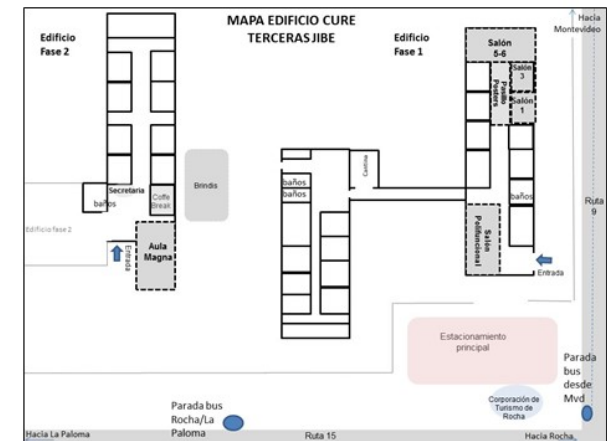 MAPA EDIFICIO CURE
TERCERAS JIBE
Edificio
Fase 2
Edificio
Fase 1
Hacia
Montevideo
Salón
5-6
Salón
3
Pasillo
Posters
Salón
1
Cantina
baños
baños
baños
Ruta
9
Secretaria
baños
Coffe
Break
Brindis
Edificio fase 2
Entrada
Aula
Magna
Salón
Polifuncional
Entrada
Estacionamiento
principal
Parada
bus
desde
Mvd
Corporación de
Turismo de
Rocha
Parada bus
Rocha/La
Paloma
Hacia La Paloma
Ruta 15
Hacia Rocha